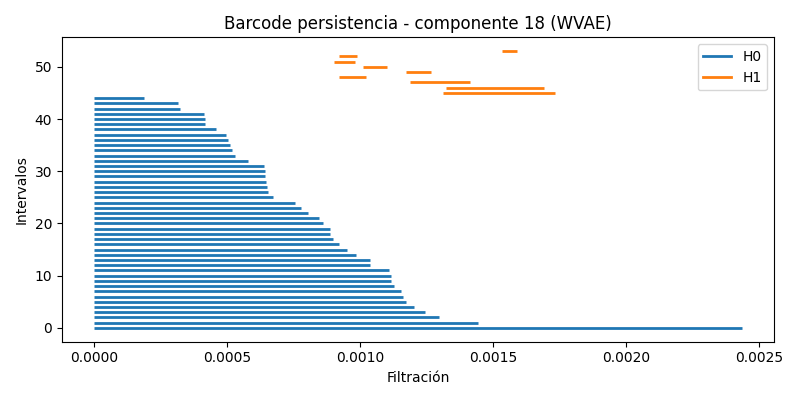 Barcode persistencia - componente 18 (WVAE)
H0
H1
50
40
30
20
10
0
Intervalos
0.0000
0.0005
0.0010
0.0015
0.0020
0.0025
Filtración